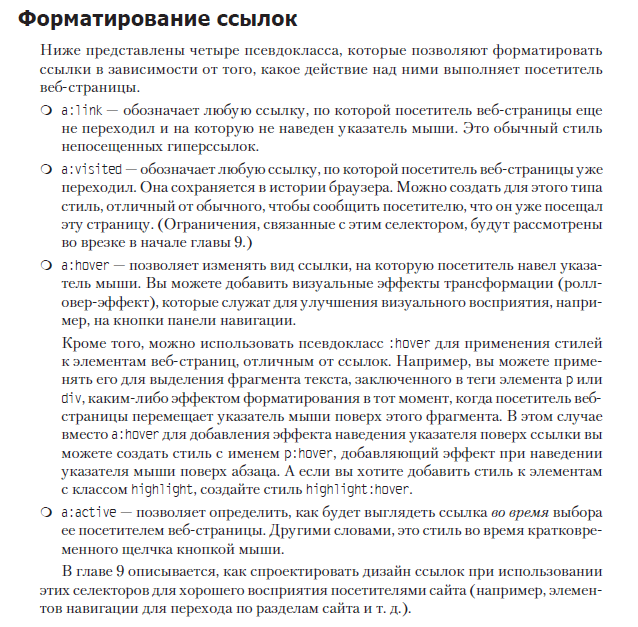 Форматирование ссылок
Ниже представлены четыре псевдокласса, которые позволяют форматировать
ссылки в зависимости от того, какое действие над ними выполняет посетитель
веб-страницы.
❍ a:link — обозначает любую ссылку, по которой посетитель веб-страницы еще
не переходил и на которую не наведен указатель мыши. Это обычный стиль
непосещенных гиперссылок.
❍ a:visited — обозначает любую ссылку, по которой посетитель веб-страницы уже
переходил. Она сохраняется в истории браузера. Можно создать для этого типа
стиль, отличный от обычного, чтобы сообщить посетителю, что он уже посещал
эту страницу. (Ограничения, связанные с этим селектором, будут рассмотрены
во врезке в начале главы 9.)
❍ a:hover — позволяет изменять вид ссылки, на которую посетитель навел указа-
тель мыши. Вы можете добавить визуальные эффекты трансформации (ролл-
овер-эффект), которые служат для улучшения визуального восприятия, напри-
мер, на кнопки панели навигации.
Кроме того, можно использовать псевдокласс :hover для применения стилей
к элементам веб-страниц, отличным от ссылок. Например, вы можете приме-
нять его для выделения фрагмента текста, заключенного в теги элемента p или
div, каким-либо эффектом форматирования в тот момент, когда посетитель веб-
страницы перемещает указатель мыши поверх этого фрагмента. В этом случае
вместо a:hover для добавления эффекта наведения указателя поверх ссылки вы
можете создать стиль с именем p:hover, добавляющий эффект при наведении
указателя мыши поверх абзаца. А если вы хотите добавить стиль к элементам
с классом highlight, создайте стиль highlight:hover.
❍ a:active — позволяет определить, как будет выглядеть ссылка во время выбора
ее посетителем веб-страницы. Другими словами, это стиль во время кратковре-
менного щелчка кнопкой мыши.
В главе 9 описывается, как спроектировать дизайн ссылок при использовании
этих селекторов для хорошего восприятия посетителями сайта (например, элемен-
тов навигации для перехода по разделам сайта и т. д.).